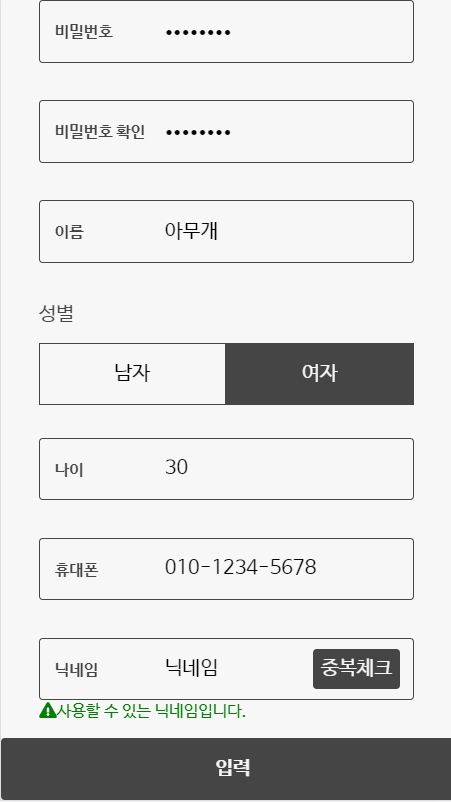 비밀번호 ••••••••
비밀번호 확인 ••••••••
이름 아무개
성별
남자 여자
나이 30
휴대폰 010-1234-5678
닉네임 닉네임 중복체크
사용할 수 있는 닉네임입니다.
입력